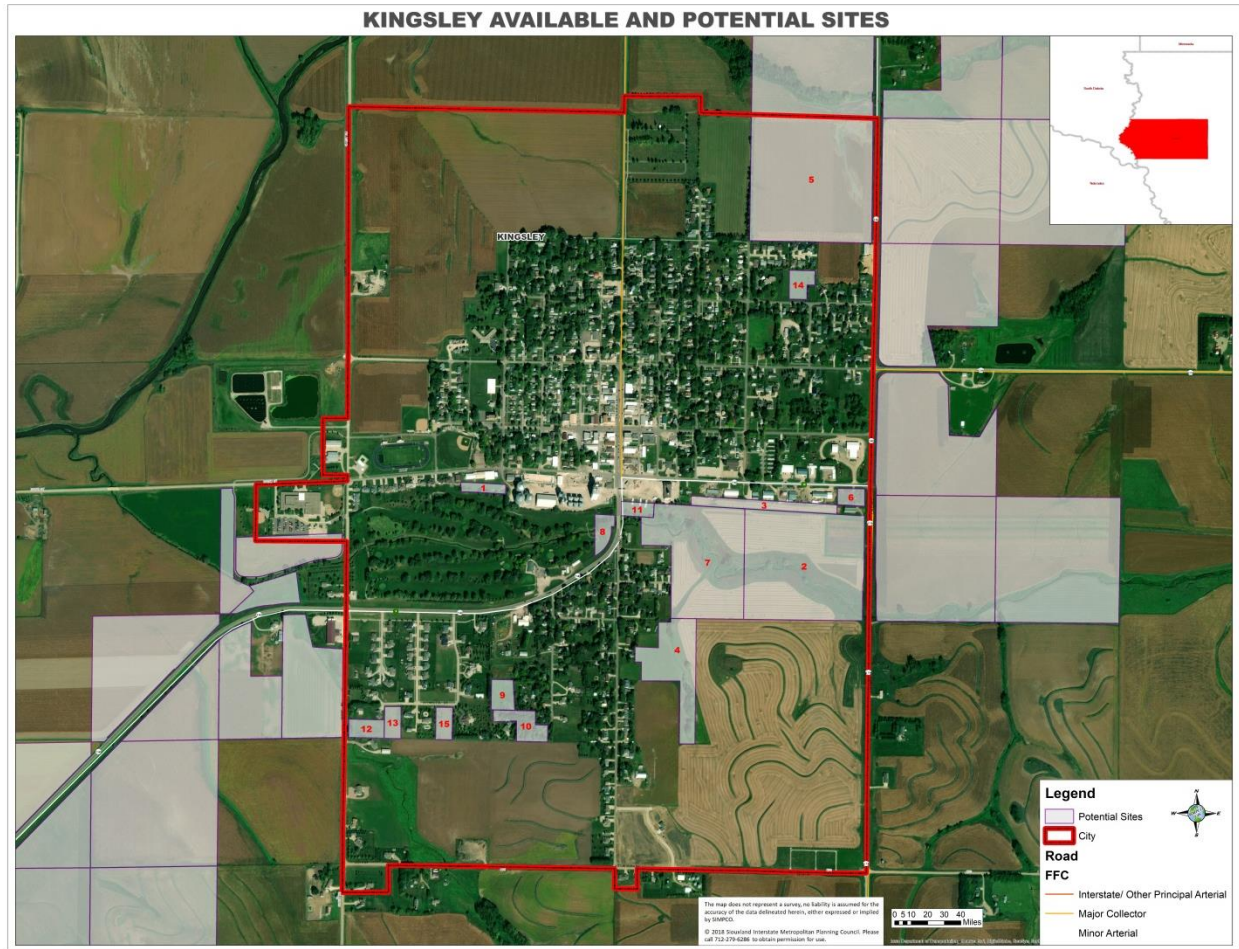 KINGSLEY AVAILABLE AND POTENTIAL SITES
Minnesota
South Dakota
Nebraska
5
KINGSLEY
14
1
6
3
11
8
7
2
4
9
10
12
13
15
Legend
Potential Sites
City
Road
FFC
Interstate/ Other Principal Arterial
Major Collector
Minor Arterial
N
W
E
S
The map does not represent a survey, no liability is assumed for the
accuracy of the data delineated herein, either expressed or implied
by SIMPCO.
© 2018 Siouxland Interstate Metropolitan Planning Council. Please
call 712-279-6286 to obtain permission for use.
0 5 10 20 30 40
Miles